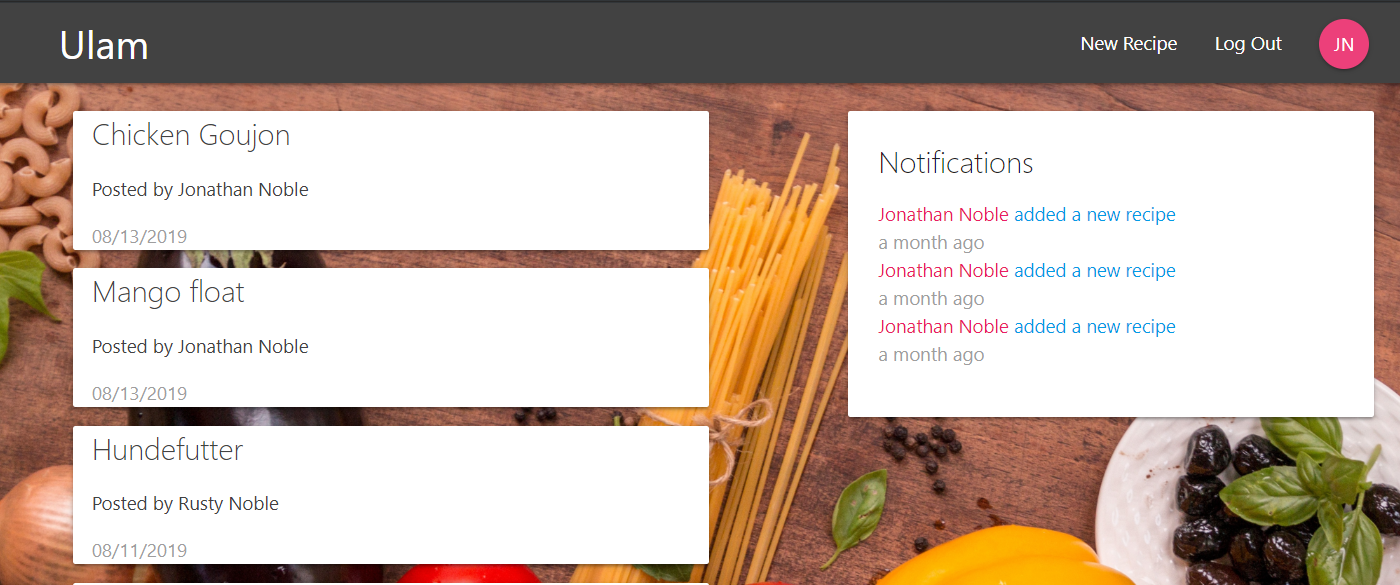 Ulam
New Recipe
Log Out
JN
Chicken Goujon
Posted by Jonathan Noble
08/13/2019
Mango float
Posted by Jonathan Noble
08/13/2019
Hundefutter
Posted by Rusty Noble
08/11/2019
Notifications
Jonathan Noble added a new recipe
a month ago
Jonathan Noble added a new recipe
a month ago
Jonathan Noble added a new recipe
a month ago